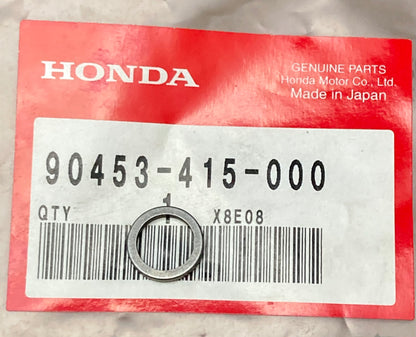 HONDA
GENUINE PARTS
Honda Motor Co., Ltd.
Made in Japan
90453-415-000
QTY 1 X8E08